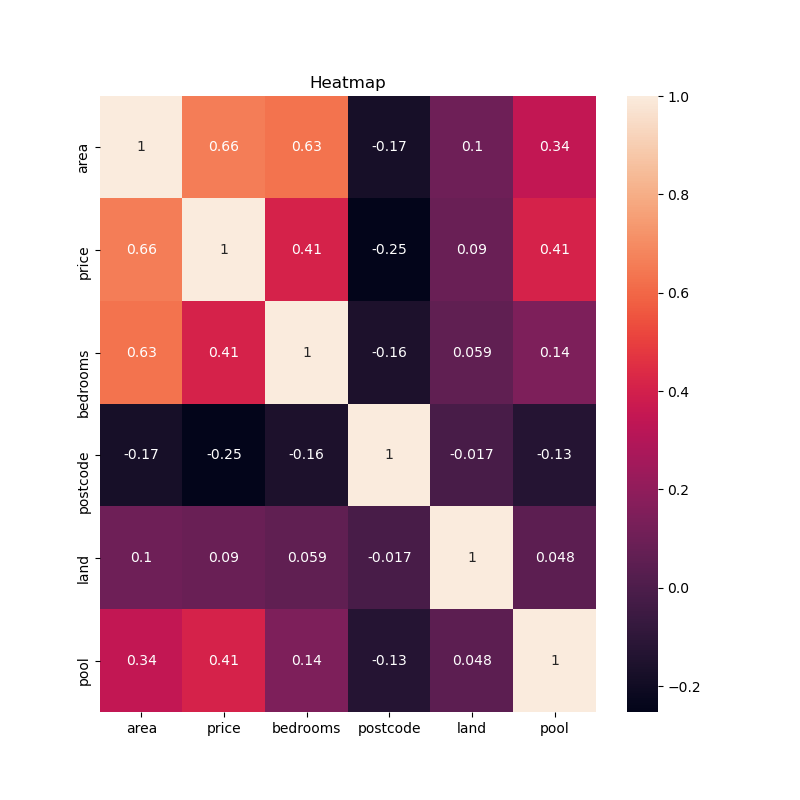 Heatmap
area 1 0.66 0.63 -0.17 0.1 0.34
price 0.66 1 0.41 -0.25 0.09 0.41
bedrooms 0.63 0.41 1 -0.16 0.059 0.14
postcode -0.17 -0.25 -0.16 1 -0.017 -0.13
land 0.1 0.09 0.059 -0.017 1 0.048
pool 0.34 0.41 0.14 -0.13 0.048 1
area price bedrooms postcode land pool
1.0
0.8
0.6
0.4
0.2
0.0
−0.2